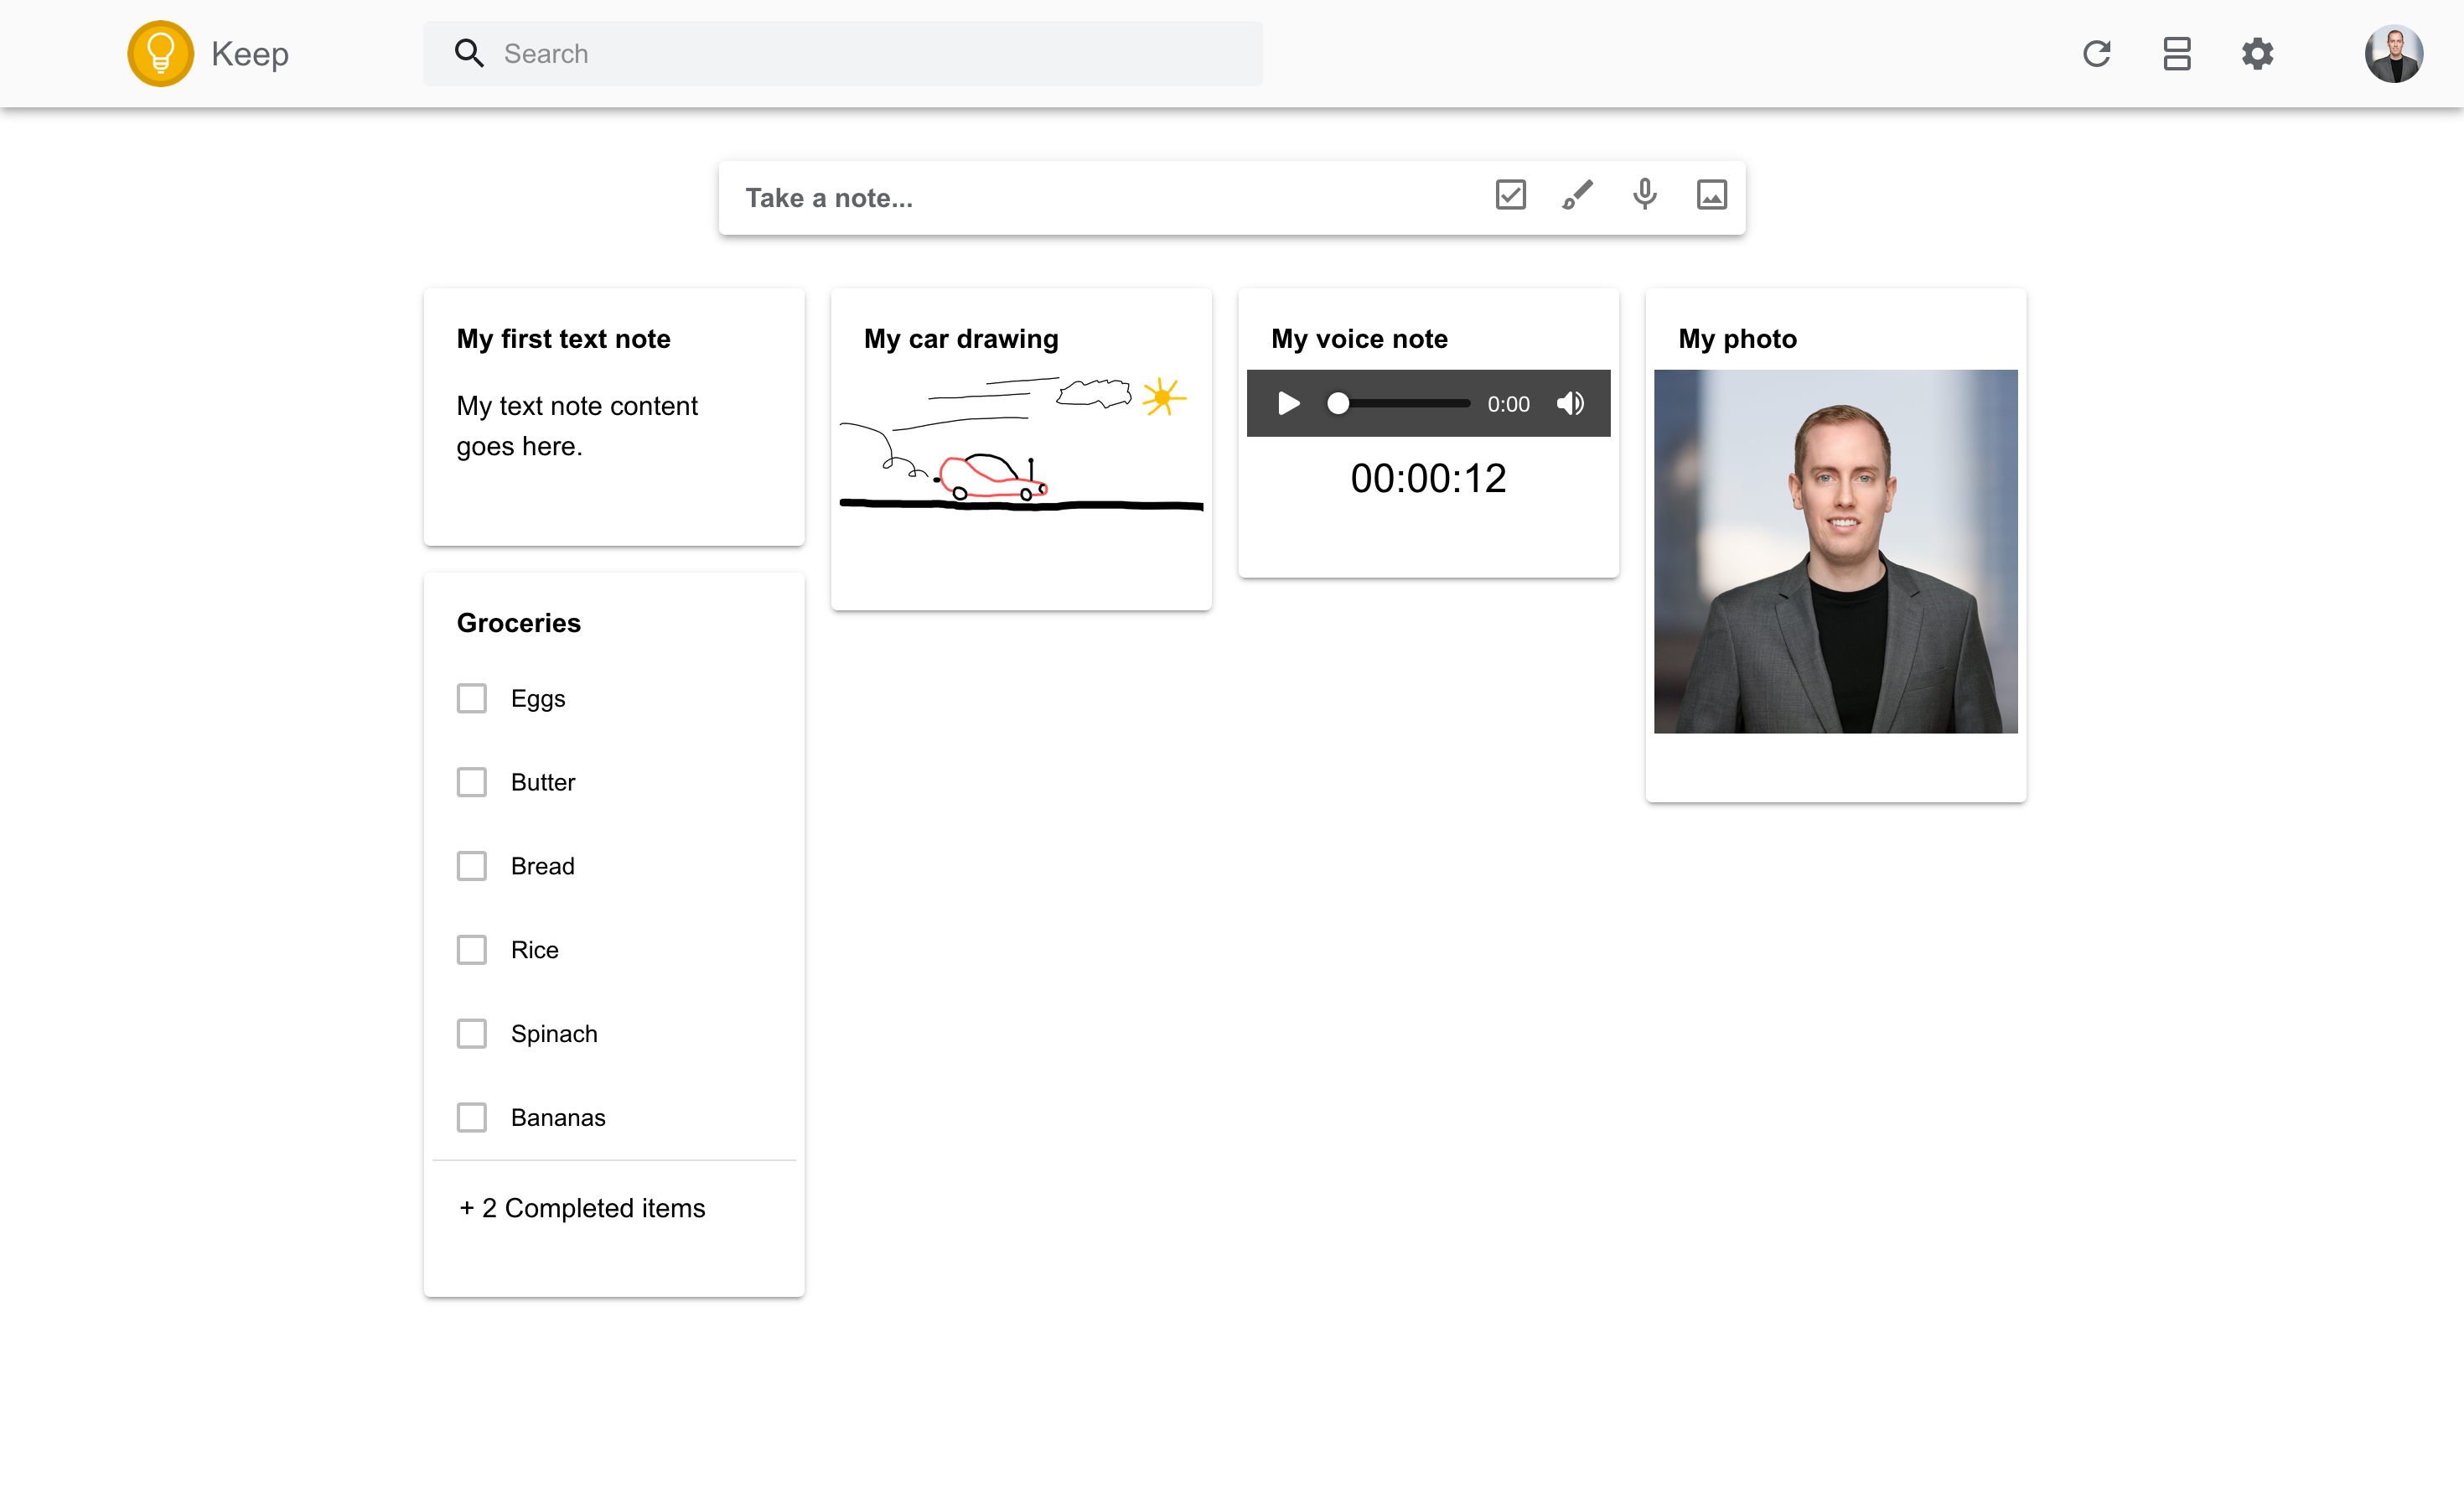 Keep
Search
Take a note...
My first text note
My text note content
goes here.
My car drawing
My voice note
0:00
00:00:12
My photo
Groceries
Eggs
Butter
Bread
Rice
Spinach
Bananas
+ 2 Completed items